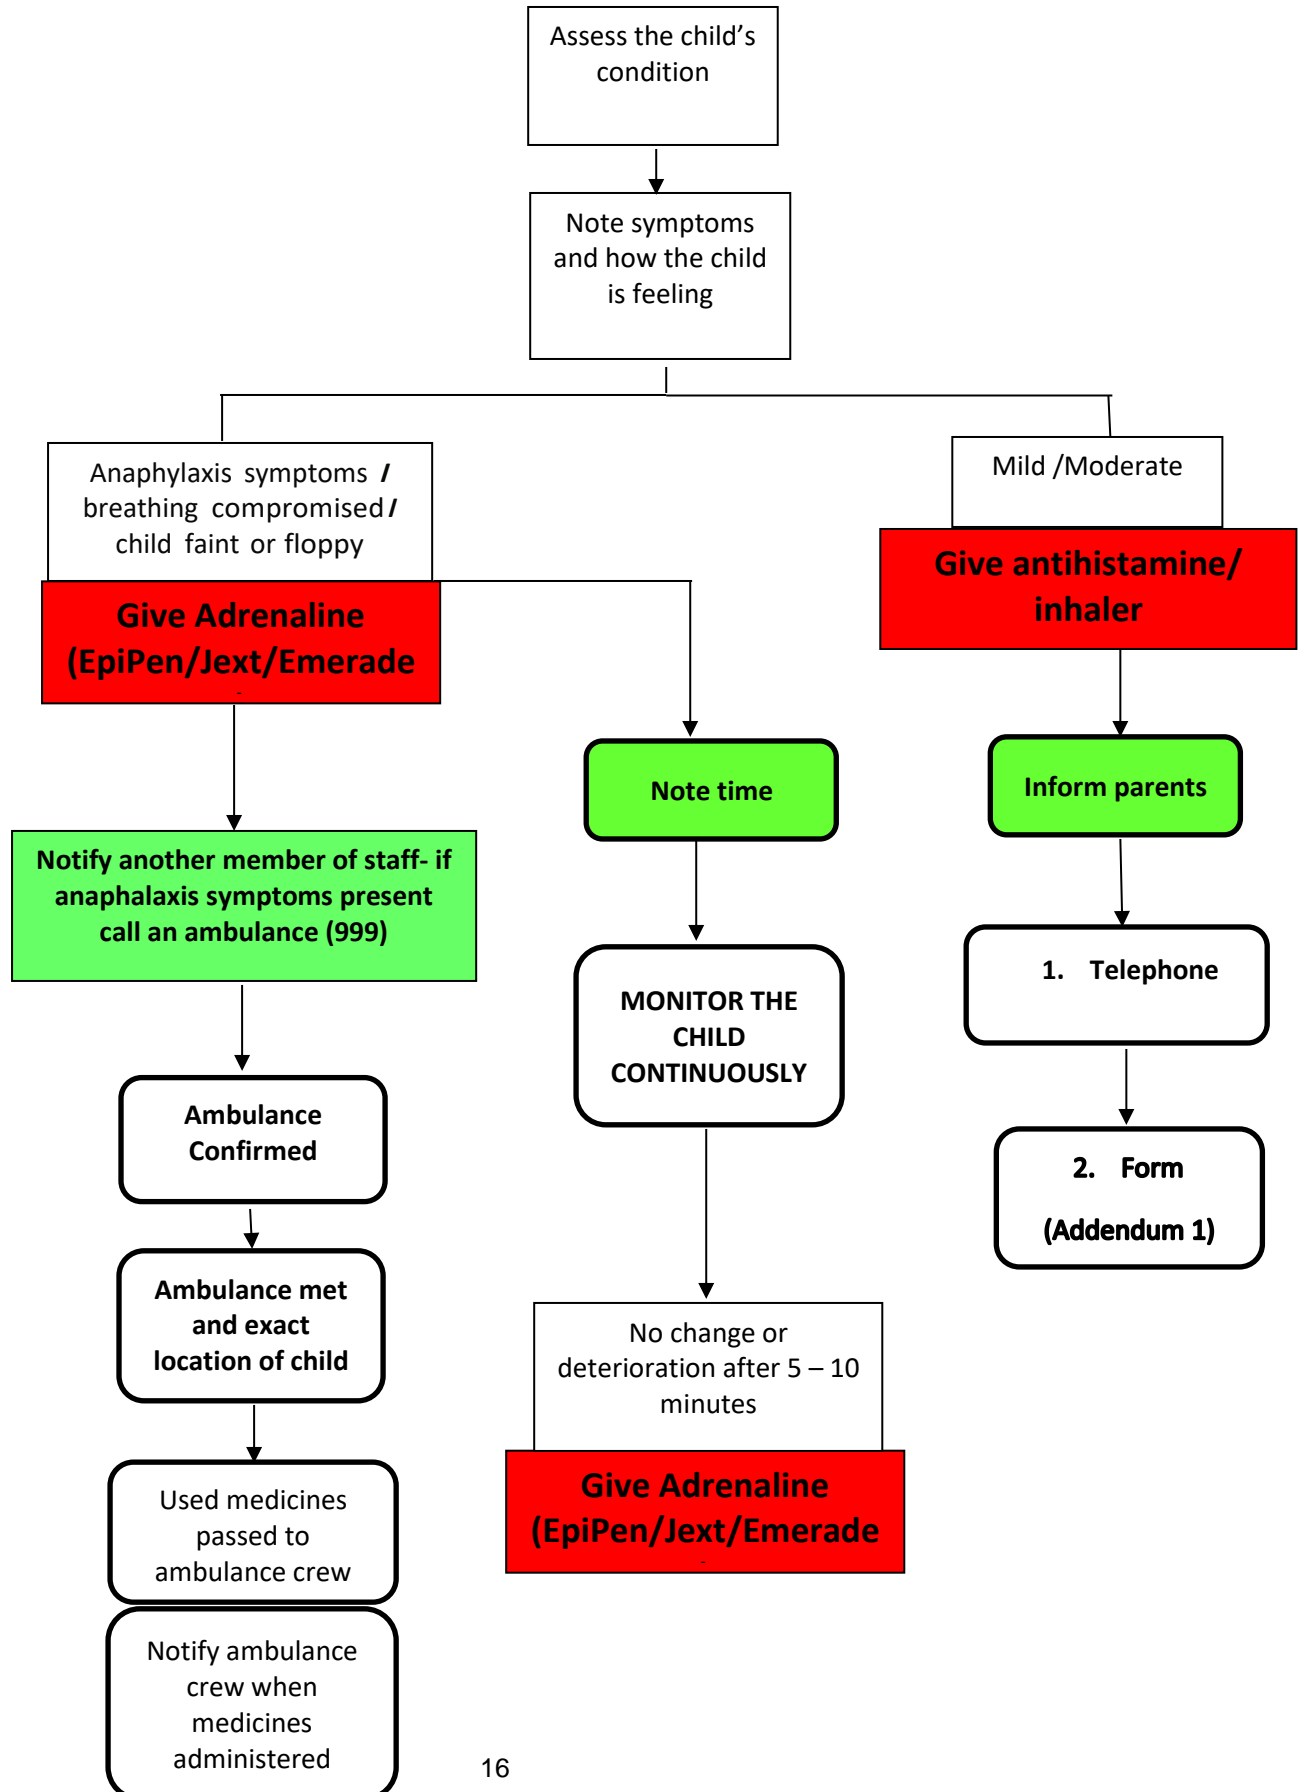 Assess the child’s
condition
Note symptoms
and how the child
is feeling
Anaphylaxis symptoms /
breathing compromised/
child faint or floppy
Give Adrenaline
(EpiPen/Jext/Emerade
Mild /Moderate
Give antihistamine/
inhaler
Note time
Inform parents
Notify another member of staff- if
anaphalaxis symptoms present
call an ambulance (999)
MONITOR THE
CHILD
CONTINUOUSLY
1. Telephone
Ambulance
Confirmed
2. Form
(Addendum 1)
Ambulance met
and exact
location of child
No change or
deterioration after 5 – 10
minutes
Give Adrenaline
(EpiPen/Jext/Emerade
Used medicines
passed to
ambulance crew
Notify ambulance
crew when
medicines
administered
16